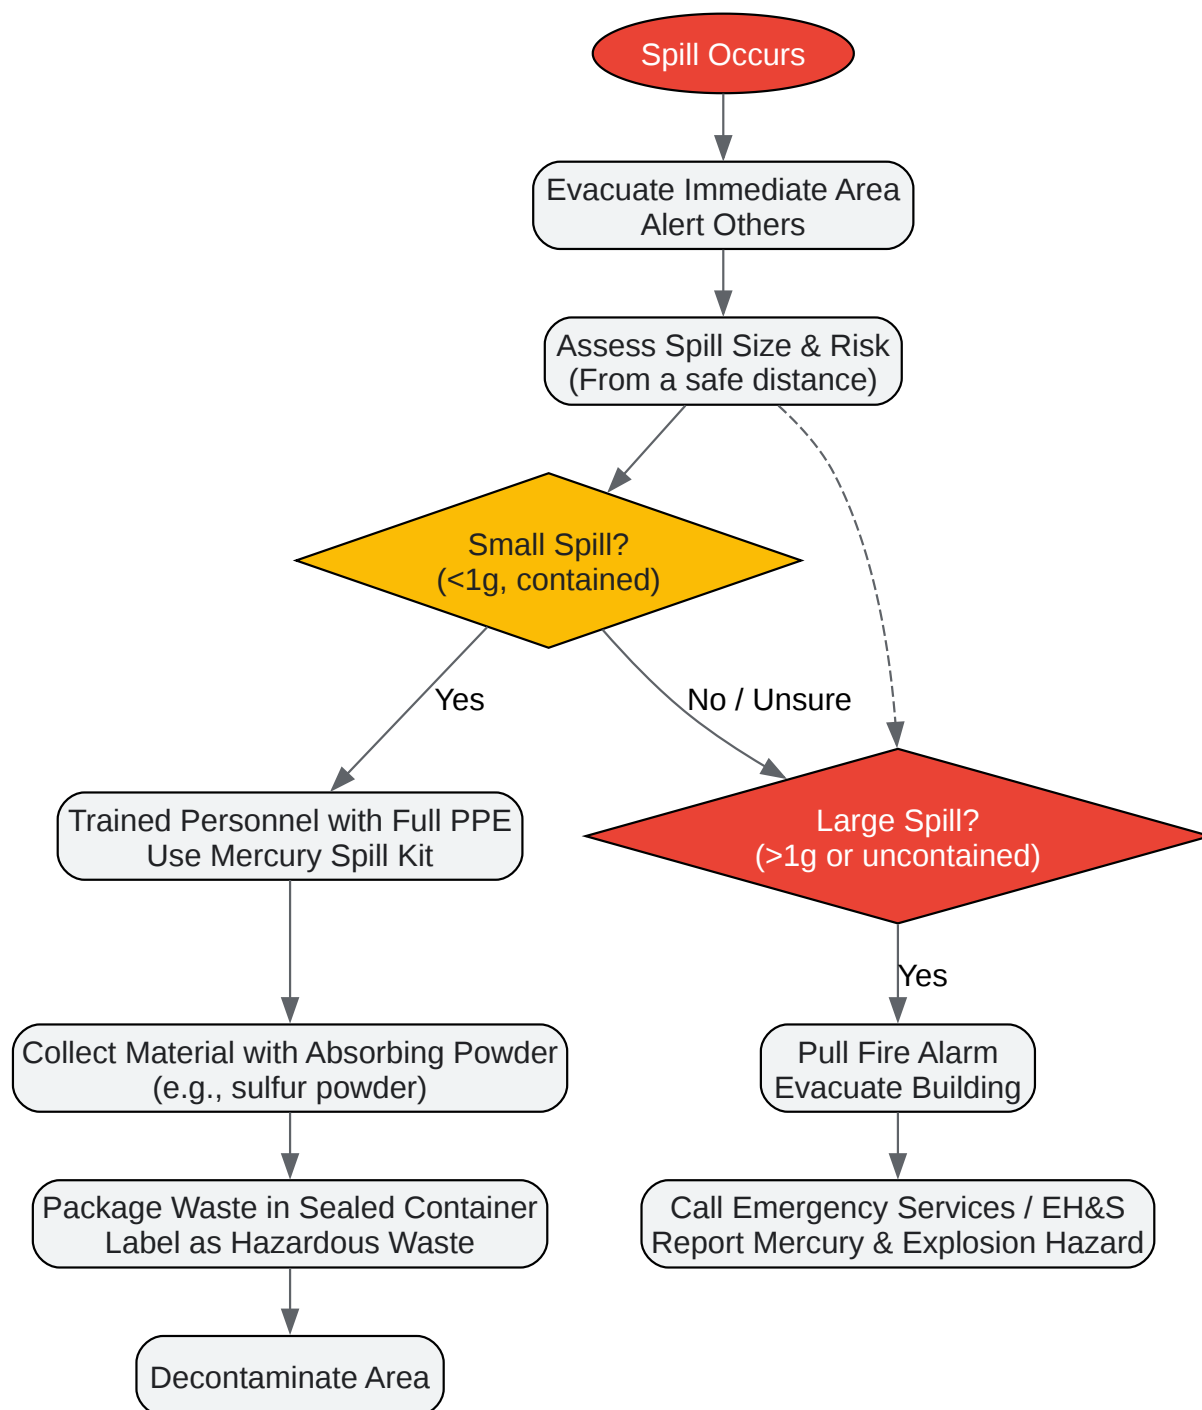 Spill Occurs
Evacuate Immediate Area
Alert Others
Assess Spill Size & Risk
(From a safe distance)
Small Spill?
(<1g, contained)
Yes
No / Unsure
Trained Personnel with Full PPE
Use Mercury Spill Kit
Large Spill?
(>1g or uncontained)
Yes
Collect Material with Absorbing Powder
(e.g., sulfur powder)
Pull Fire Alarm
Evacuate Building
Package Waste in Sealed Container
Label as Hazardous Waste
Call Emergency Services / EH&S
Report Mercury & Explosion Hazard
Decontaminate Area